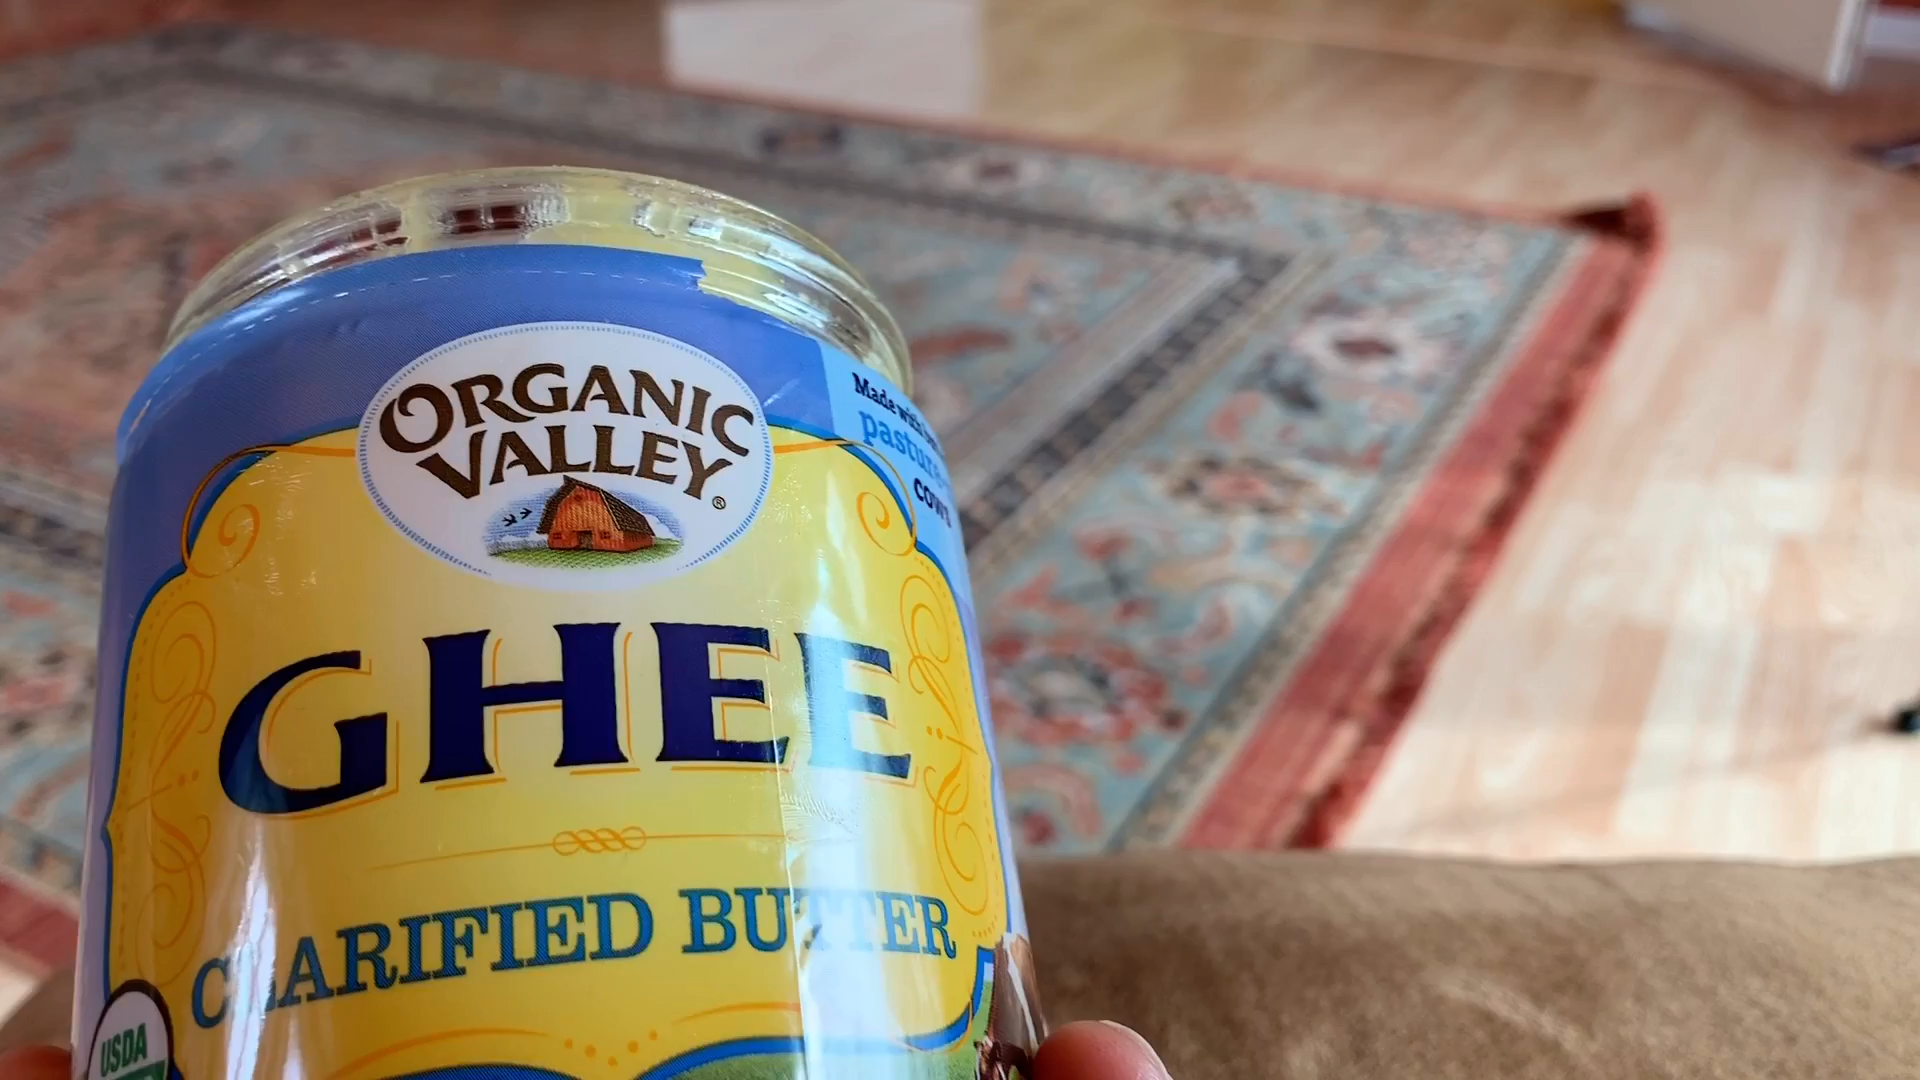 ORGANIC
VALLEY
®
Made with
pasture
cows
GHEE
CLARIFIED BUTTER
USDA